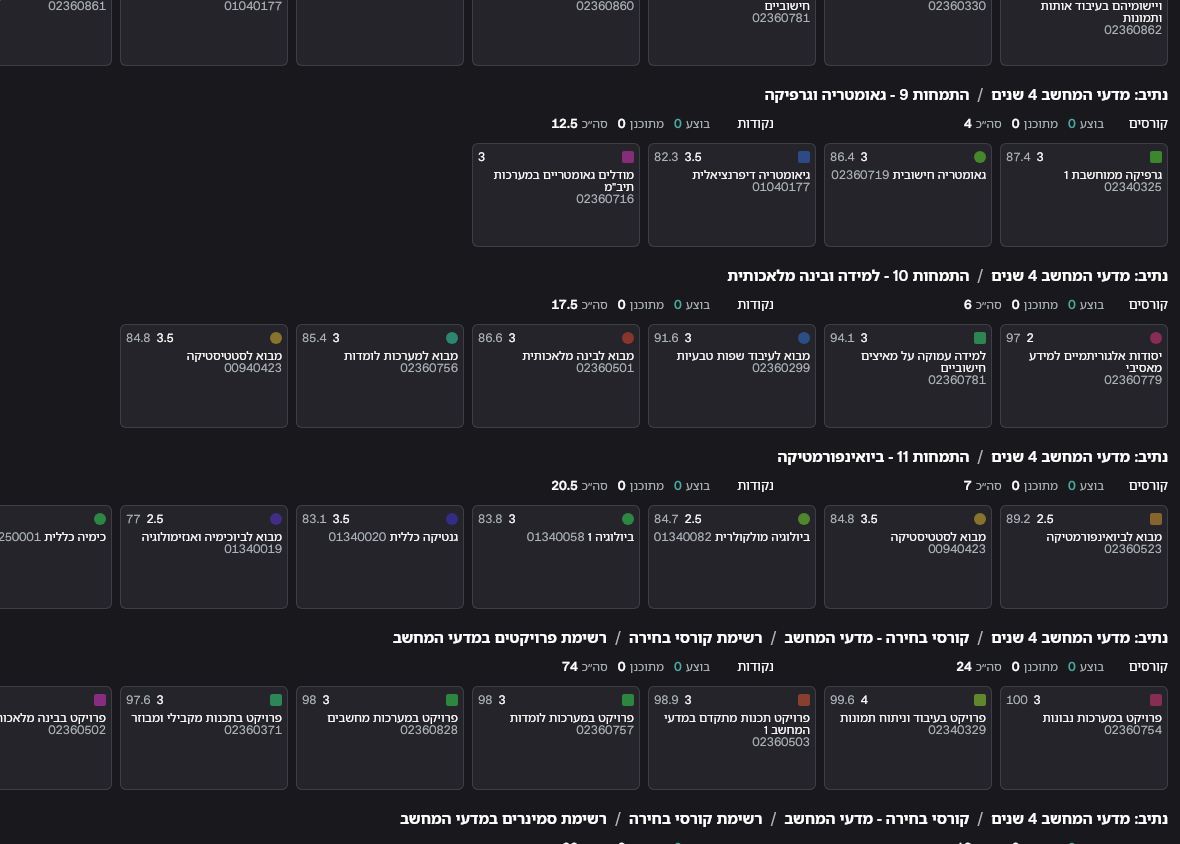 ויישומיהם בעיבוד אותות
ותמונות
02360862
02360330
חישוביים
02360781
02360860
01040177
02360861
נתיב: מדעי המחשב 4 שנים / התמחות 9 - גאומטריה וגרפיקה
קורסים בוצע 0 מתוכנן 0 סה״כ 4 נקודות בוצע 0 מתוכנן 0 סה״כ 12.5
87.4 3
גרפיקה ממוחשבת 1
02340325
86.4 3
גאומטריה חישובית 02360719
82.3 3.5
גיאומטריה דיפרנציאלית
01040177
3
מודלים גאומטריים במערכות
תיב"מ
02360716
נתיב: מדעי המחשב 4 שנים / התמחות 10 - למידה ובינה מלאכותית
קורסים בוצע 0 מתוכנן 0 סה״כ 6 נקודות בוצע 0 מתוכנן 0 סה״כ 17.5
97 2
יסודות אלגוריתמיים למידע
מאסיבי
02360779
94.1 3
למידה עמוקה על מאיצים
חישוביים
02360781
91.6 3
מבוא לעיבוד שפות טבעיות
02360299
86.6 3
מבוא לבינה מלאכותית
02360501
85.4 3
מבוא למערכות לומדות
02360756
84.8 3.5
מבוא לסטטיסטיקה
00940423
נתיב: מדעי המחשב 4 שנים / התמחות 11 - ביואינפורמטיקה
קורסים בוצע 0 מתוכנן 0 סה״כ 7 נקודות בוצע 0 מתוכנן 0 סה״כ 20.5
89.2 2.5
מבוא לביואינפורמטיקה
02360523
84.8 3.5
מבוא לסטטיסטיקה
00940423
84.7 2.5
ביולוגיה מולקולרית 01340082
83.8 3
ביולוגיה 1 01340058
83.1 3.5
גנטיקה כללית 01340020
77 2.5
מבוא לביוכימיה ואנזימולוגיה
01340019
כימיה כללית 250001
נתיב: מדעי המחשב 4 שנים / קורסי בחירה - מדעי המחשב / רשימת קורסי בחירה / רשימת פרויקטים במדעי המחשב
קורסים בוצע 0 מתוכנן 0 סה״כ 24 נקודות בוצע 0 מתוכנן 0 סה״כ 74
100 3
פרויקט במערכות נבונות
02360754
99.6 4
פרויקט בעיבוד וניתוח תמונות
02340329
98.9 3
פרויקט תכנות מתקדם במדעי
המחשב 1
02360503
98 3
פרויקט במערכות לומדות
02360757
98 3
פרויקט במערכות מחשבים
02360828
97.6 3
פרויקט בתכנות מקבילי ומבוזר
02360371
פרויקט בבינה מלאכו
02360502
נתיב: מדעי המחשב 4 שנים / קורסי בחירה - מדעי המחשב / רשימת קורסי בחירה / רשימת סמינרים במדעי המחשב